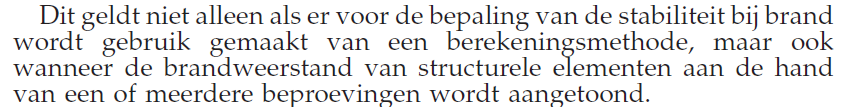 Dit geldt niet alleen als er voor de bepaling van de stabiliteit bij brand
wordt gebruik gemaakt van een berekeningsmethode, maar ook
wanneer de brandweerstand van structurele elementen aan de hand
van een of meerdere beproevingen wordt aangetoond.